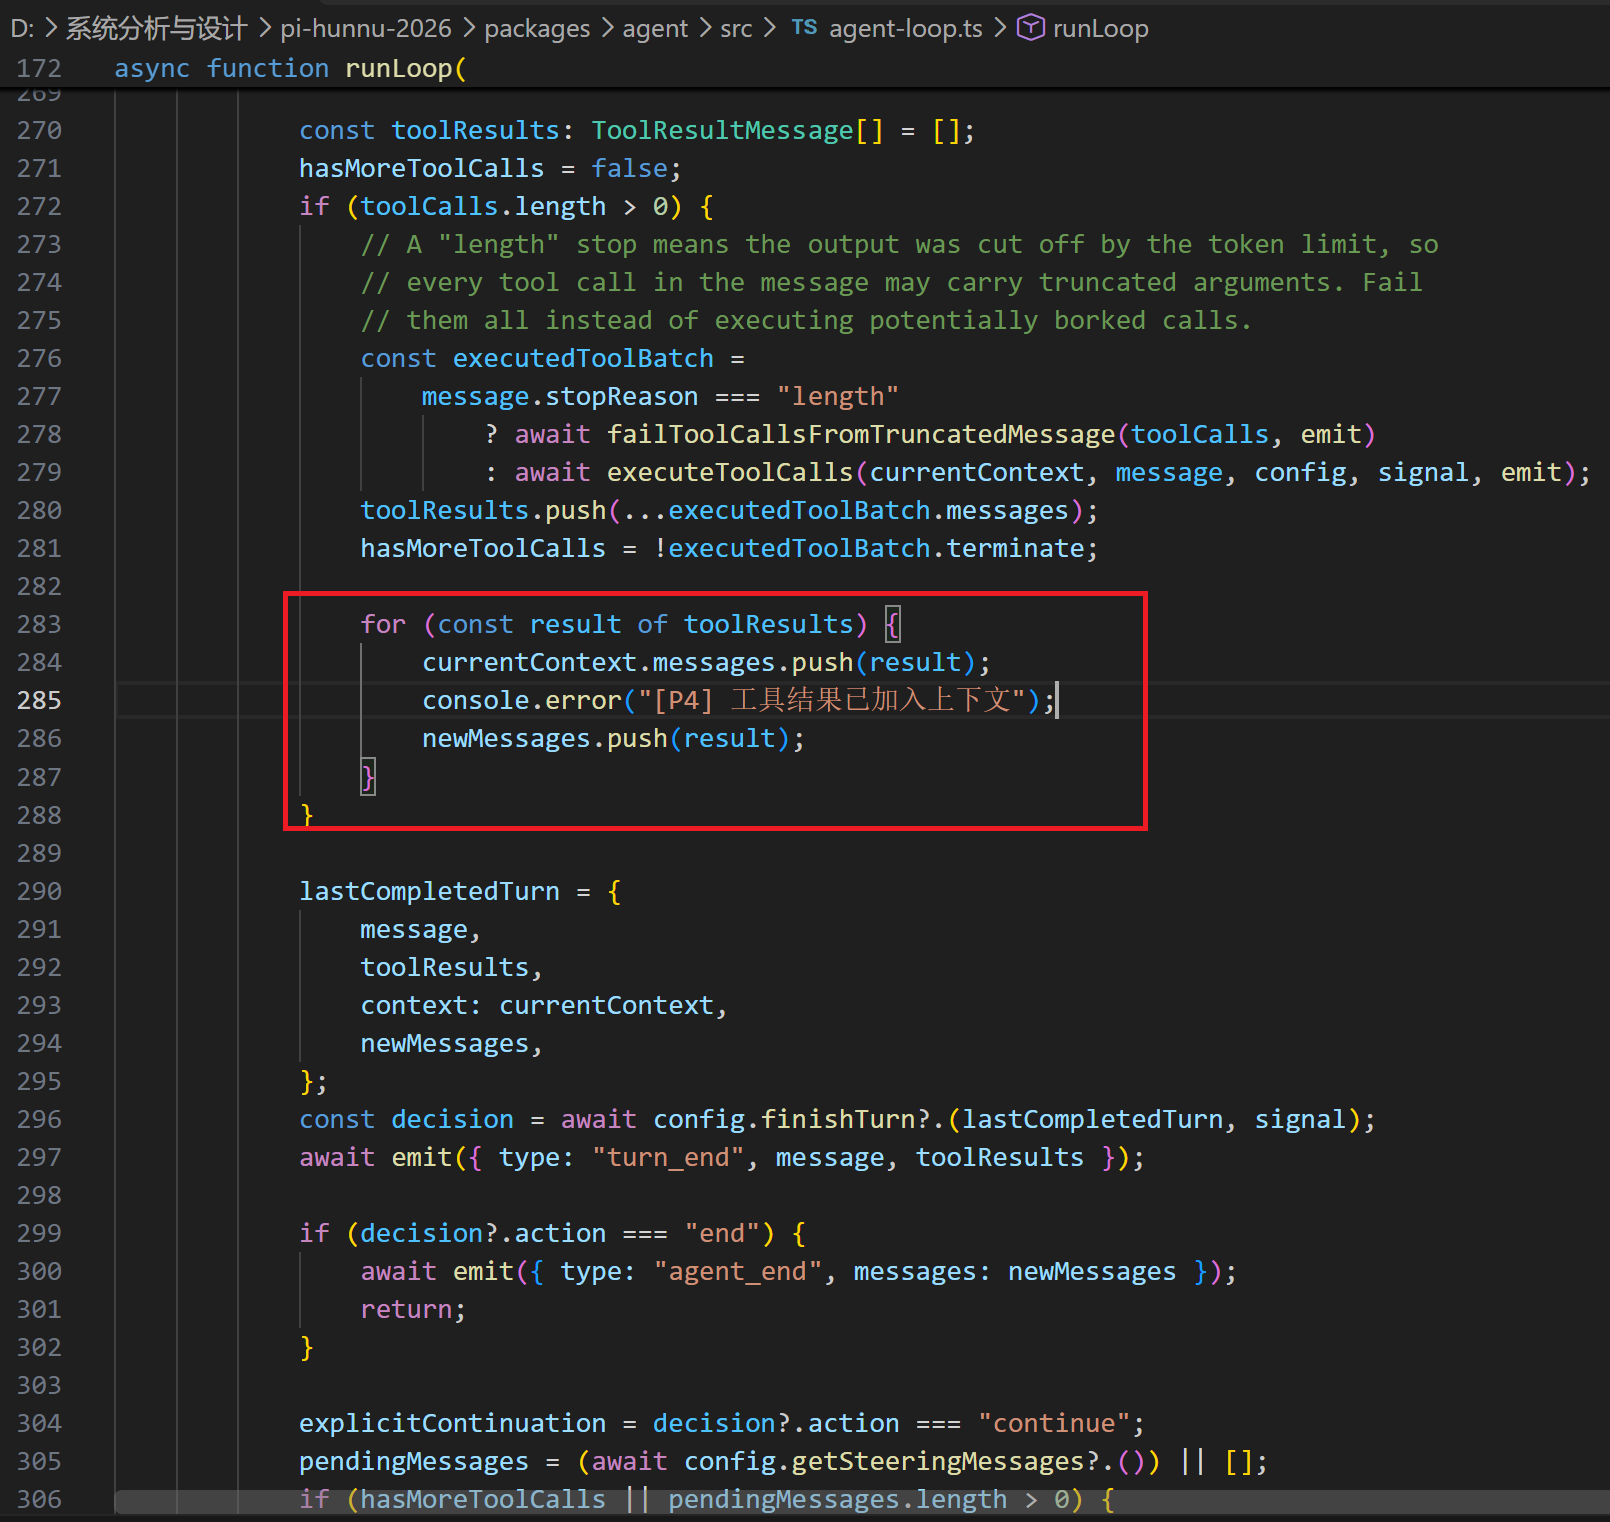 D: > 系统分析与设计 > pi-hunnu-2026 > packages > agent > src > TS agent-loop.ts > runLoop
172 async function runLoop(
269
270 const toolResults: ToolResultMessage[] = [];
271 hasMoreToolCalls = false;
272 if (toolCalls.length > 0) {
273 // A "length" stop means the output was cut off by the token limit, so
274 // every tool call in the message may carry truncated arguments. Fail
275 // them all instead of executing potentially borked calls.
276 const executedToolBatch =
277 message.stopReason === "length"
278 ? await failToolCallsFromTruncatedMessage(toolCalls, emit)
279 : await executeToolCalls(currentContext, message, config, signal, emit);
280 toolResults.push(...executedToolBatch.messages);
281 hasMoreToolCalls = !executedToolBatch.terminate;
282
283 for (const result of toolResults) {
284 currentContext.messages.push(result);
285 console.error("[P4] 工具结果已加入上下文");
286 newMessages.push(result);
287 }
288 }
289
290 lastCompletedTurn = {
291 message,
292 toolResults,
293 context: currentContext,
294 newMessages,
295 };
296 const decision = await config.finishTurn?.(lastCompletedTurn, signal);
297 await emit({ type: "turn_end", message, toolResults });
298
299 if (decision?.action === "end") {
300 await emit({ type: "agent_end", messages: newMessages });
301 return;
302 }
303
304 explicitContinuation = decision?.action === "continue";
305 pendingMessages = (await config.getSteeringMessages?.()) || [];
306 if (hasMoreToolCalls || pendingMessages.length > 0) {